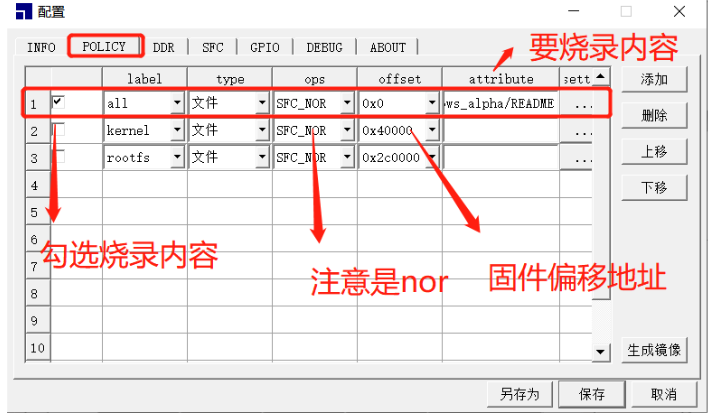 配置
INFO POLICY DDR SFC GPIO DEBUG ABOUT
要烧录内容
label type ops offset attribute sett
添加
1 all 文件 SFC_NOR 0x0 ws_alpha/README ...
删除
2 kernel 文件 SFC_NOR 0x40000 ...
3 rootfs 文件 SFC_NOR 0x2c0000 ...
上移
4
下移
5
6
勾选烧录内容
7
注意是nor
固件偏移地址
8
9
10
生成镜像
另存为 保存 取消